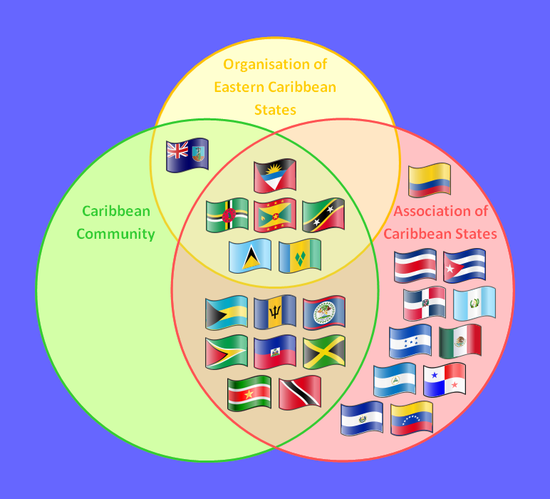 Organisation of
Eastern Caribbean
States
Caribbean
Community
Association of
Caribbean States